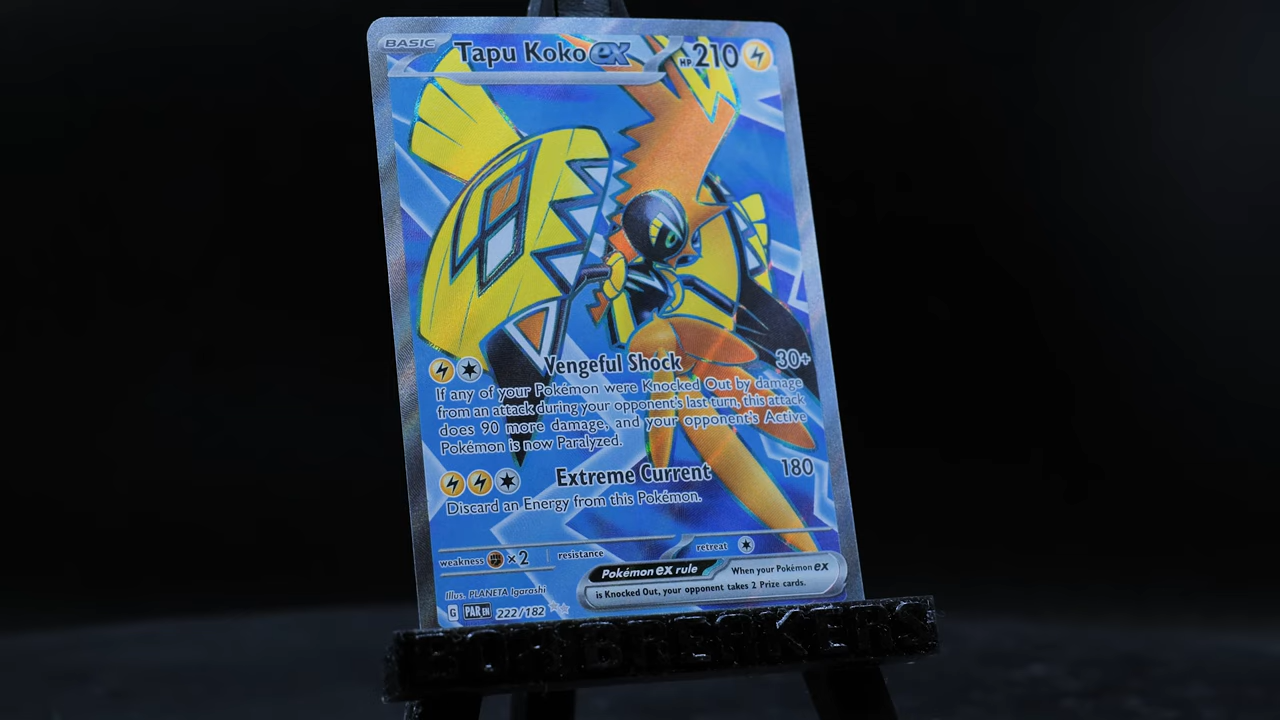 BASIC Tapu Koko ex HP 210
Vengeful Shock 30+
If any of your Pokémon were Knocked Out by damage
from an attack during your opponent's last turn, this attack
does 90 more damage, and your opponent's Active
Pokémon is now Paralyzed.
Extreme Current 180
Discard an Energy from this Pokémon.
weakness ×2 resistance retreat
Pokémon ex rule When your Pokémon ex
is Knocked Out, your opponent takes 2 Prize cards.
Illus. PLANETA Igarashi
G PAR EN 222/182
BOX BREAKERS